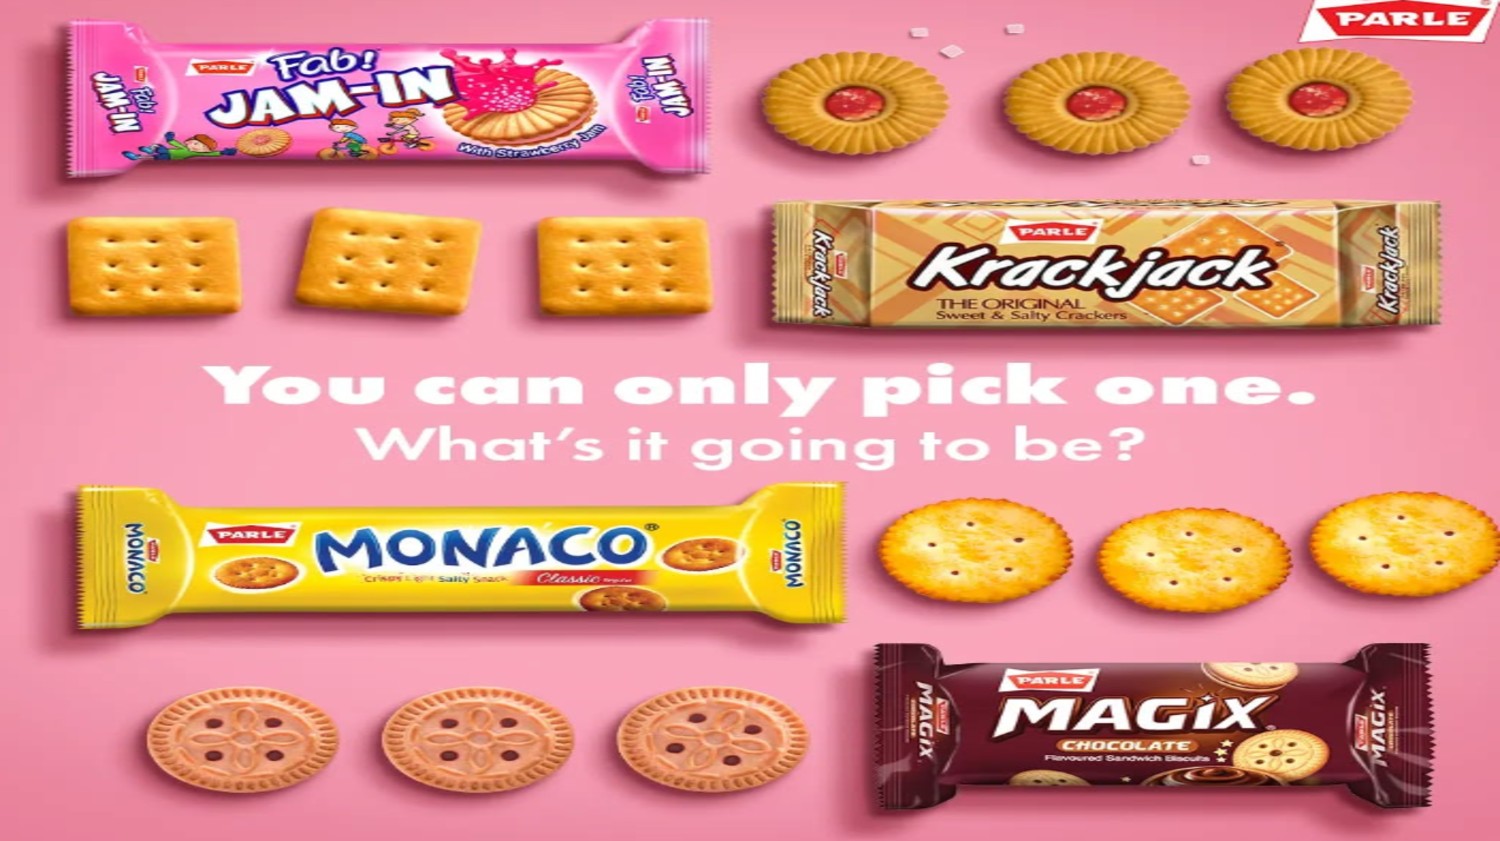 PARLE
PARLE
Fab!
JAM-IN
With Strawberry Jam
Fab!
JAM-IN
Fab!
JAM-IN
PARLE
Krackjack
THE ORIGINAL
Sweet & Salty Crackers
Krackjack
Krackjack
You can only pick one.
What's it going to be?
PARLE
MONACO®
Salty Snack
Classic
MONACO
MONACO
PARLE
MAGiX
CHOCOLATE
Flavoured Sandwich Biscuits
MAGiX
MAGiX